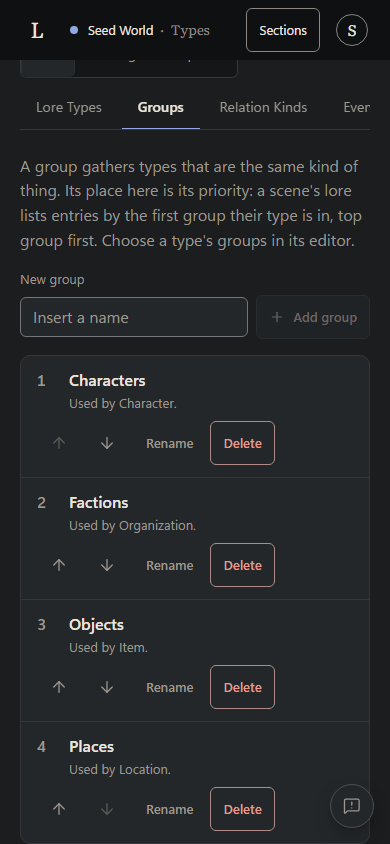 L
Seed World · Types
Sections
S
Lore Types
Groups
Relation Kinds
Even
A group gathers types that are the same kind of
thing. Its place here is its priority: a scene's lore
lists entries by the first group their type is in, top
group first. Choose a type's groups in its editor.
New group
Insert a name
+ Add group
1 Characters
Used by Character.
↑ ↓ Rename Delete
2 Factions
Used by Organization.
↑ ↓ Rename Delete
3 Objects
Used by Item.
↑ ↓ Rename Delete
4 Places
Used by Location.
↑ ↓ Rename Delete